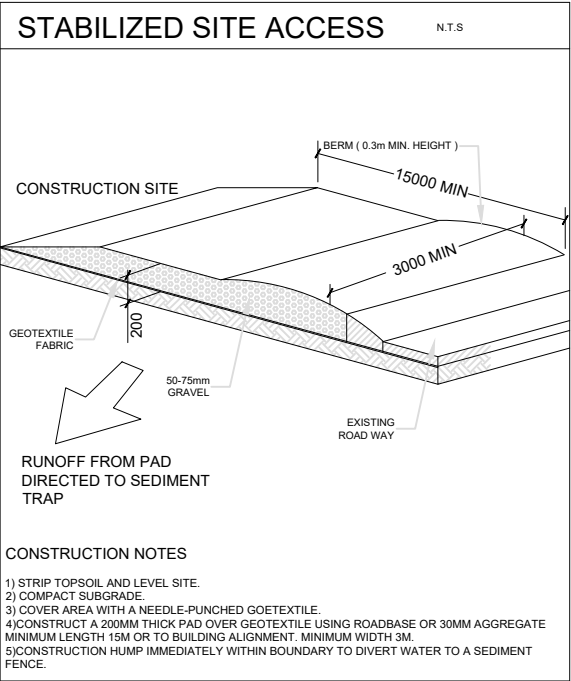 STABILIZED SITE ACCESS
N.T.S
BERM ( 0.3m MIN. HEIGHT )
15000 MIN
CONSTRUCTION SITE
3000 MIN
GEOTEXTILE
FABRIC
200
50-75mm
GRAVEL
EXISTING
ROAD WAY
RUNOFF FROM PAD
DIRECTED TO SEDIMENT
TRAP
CONSTRUCTION NOTES
1) STRIP TOPSOIL AND LEVEL SITE.
2) COMPACT SUBGRADE.
3) COVER AREA WITH A NEEDLE-PUNCHED GOETEXTILE.
4)CONSTRUCT A 200MM THICK PAD OVER GEOTEXTILE USING ROADBASE OR 30MM AGGREGATE
MINIMUM LENGTH 15M OR TO BUILDING ALIGNMENT. MINIMUM WIDTH 3M.
5)CONSTRUCTION HUMP IMMEDIATELY WITHIN BOUNDARY TO DIVERT WATER TO A SEDIMENT
FENCE.